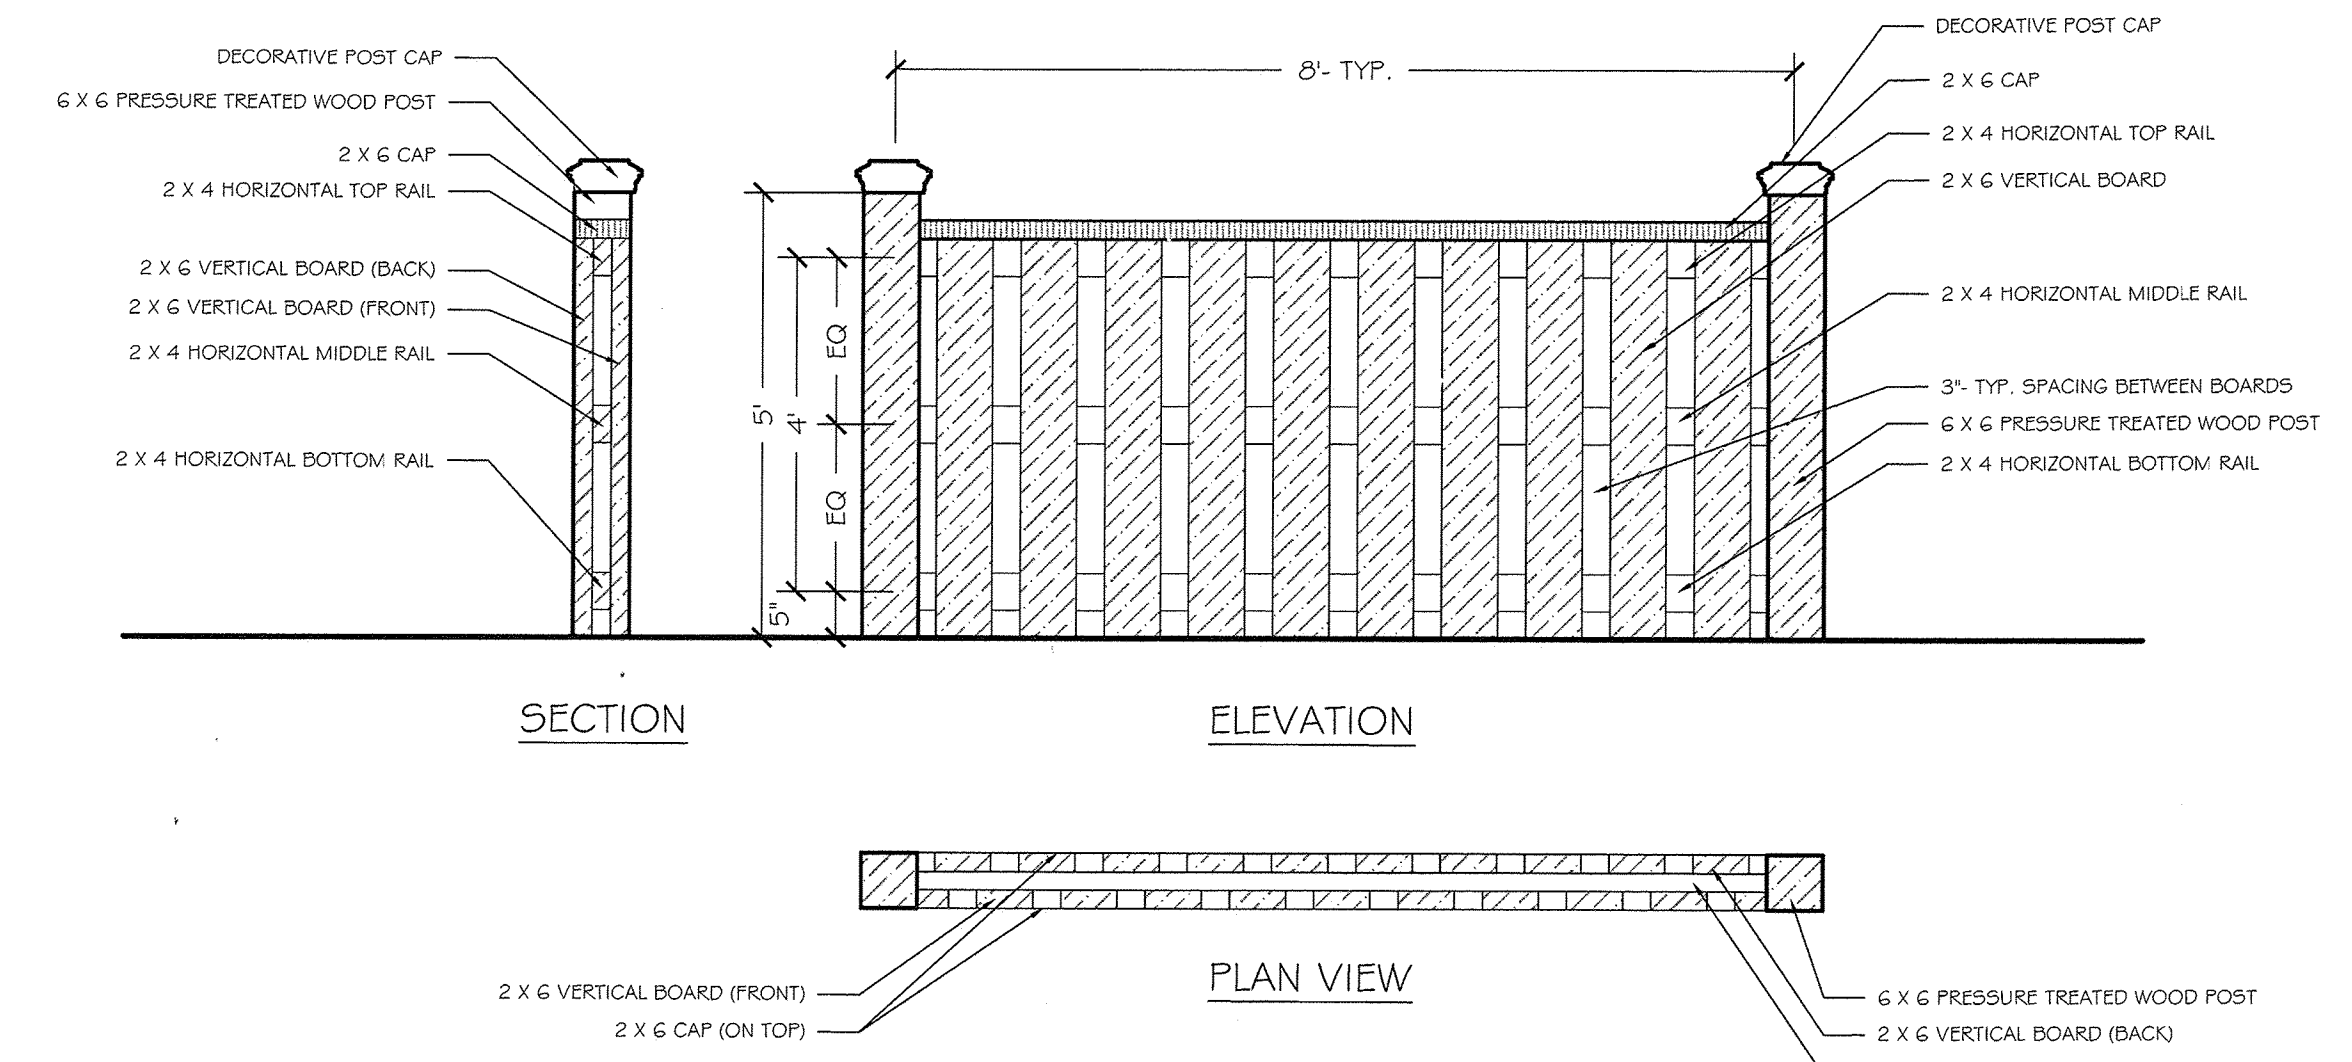 DECORATIVE POST CAP
6 X 6 PRESSURE TREATED WOOD POST
2 X 6 CAP
2 X 4 HORIZONTAL TOP RAIL
2 X 6 VERTICAL BOARD (BACK)
2 X 6 VERTICAL BOARD (FRONT)
2 X 4 HORIZONTAL MIDDLE RAIL
2 X 4 HORIZONTAL BOTTOM RAIL
SECTION
8'- TYP.
5'
4'
EQ
EQ
5"
DECORATIVE POST CAP
2 X 6 CAP
2 X 4 HORIZONTAL TOP RAIL
2 X 6 VERTICAL BOARD
2 X 4 HORIZONTAL MIDDLE RAIL
3"- TYP. SPACING BETWEEN BOARDS
6 X 6 PRESSURE TREATED WOOD POST
2 X 4 HORIZONTAL BOTTOM RAIL
ELEVATION
2 X 6 VERTICAL BOARD (FRONT)
2 X 6 CAP (ON TOP)
PLAN VIEW
6 X 6 PRESSURE TREATED WOOD POST
2 X 6 VERTICAL BOARD (BACK)